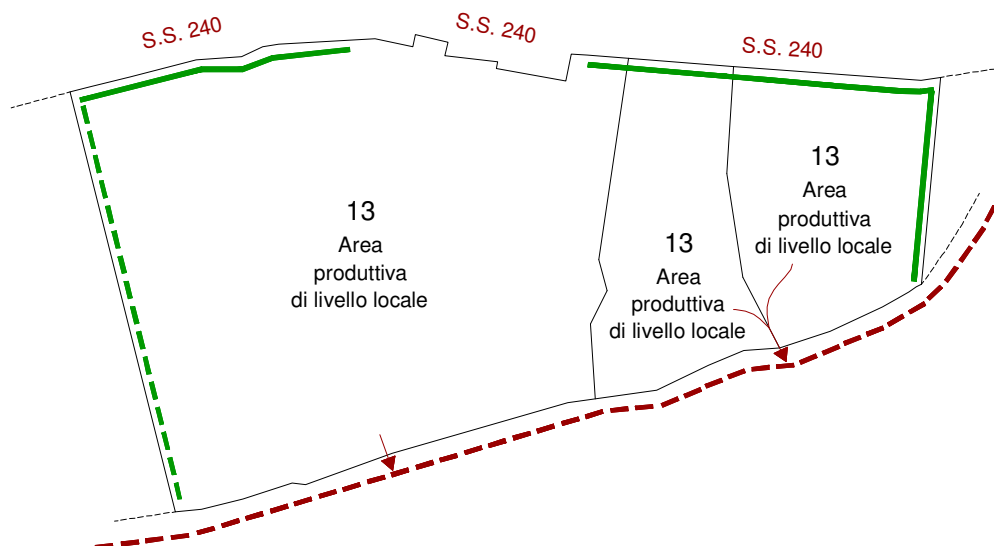 S.S. 240
S.S. 240
S.S. 240
13
Area
produttiva
di livello locale
13
Area
produttiva
di livello locale
13
Area
produttiva
di livello locale